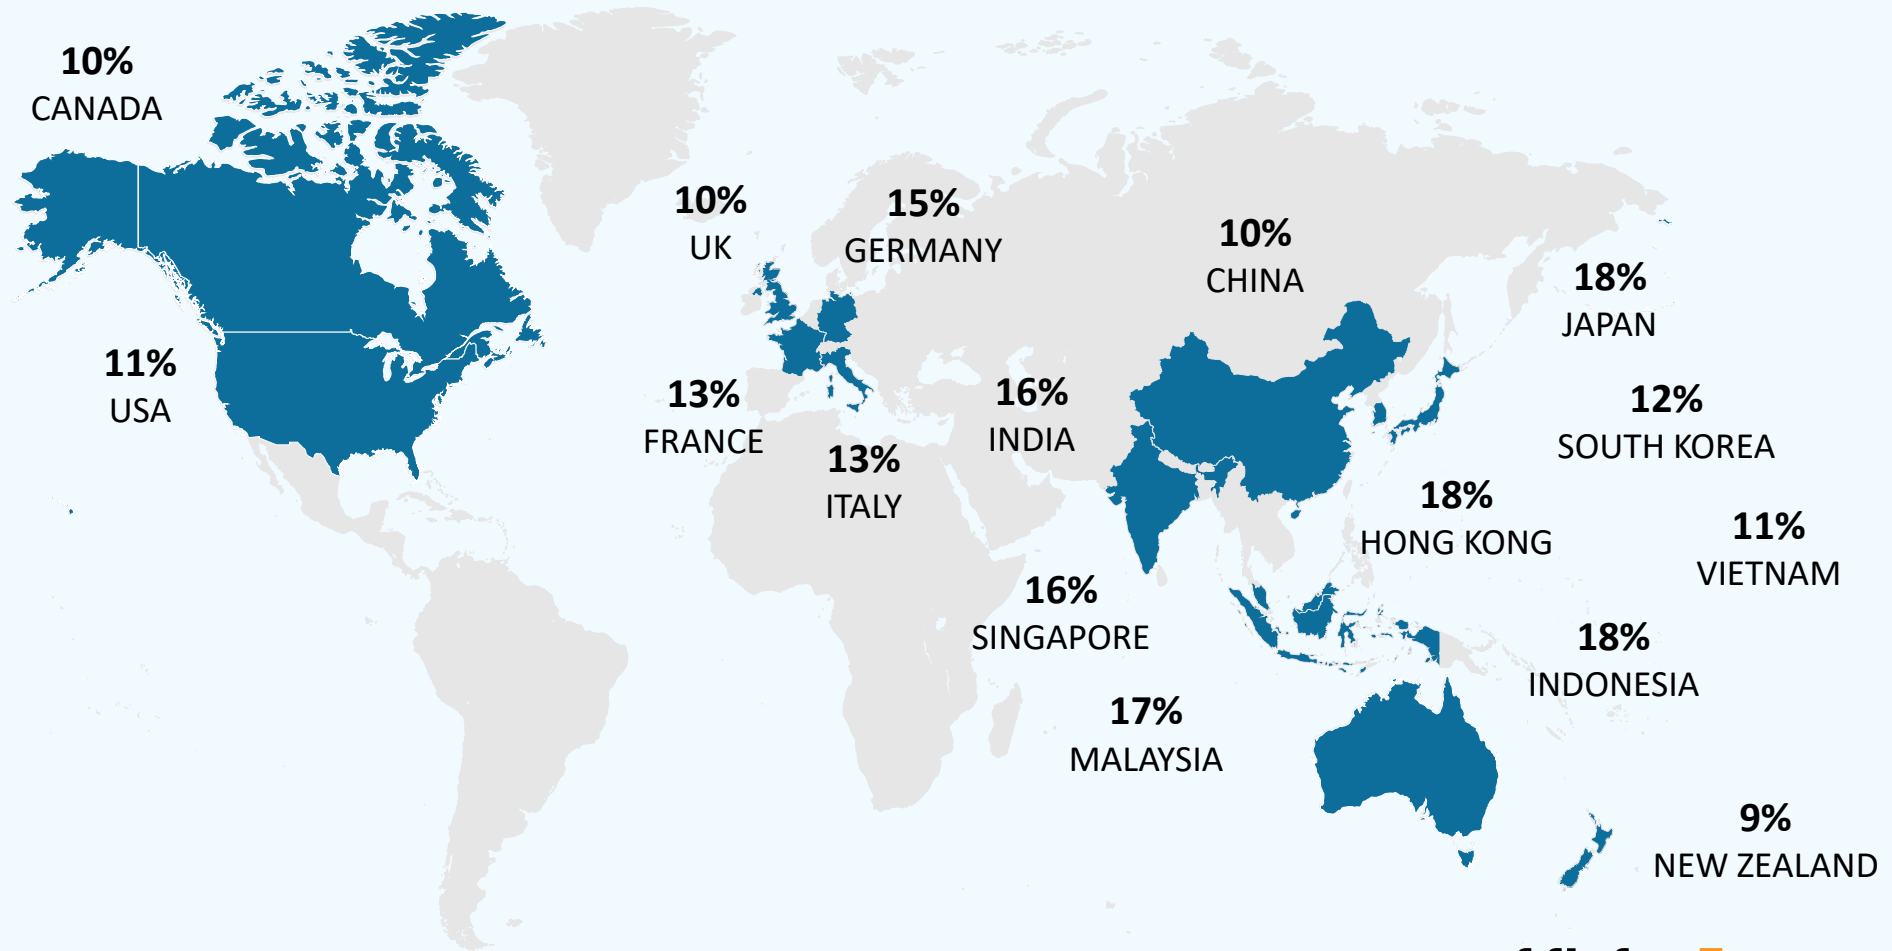 10%
CANADA
11%
USA
10%
UK
15%
GERMANY
13%
FRANCE
13%
ITALY
16%
INDIA
10%
CHINA
18%
JAPAN
12%
SOUTH KOREA
18%
HONG KONG
11%
VIETNAM
16%
SINGAPORE
18%
INDONESIA
17%
MALAYSIA
9%
NEW ZEALAND